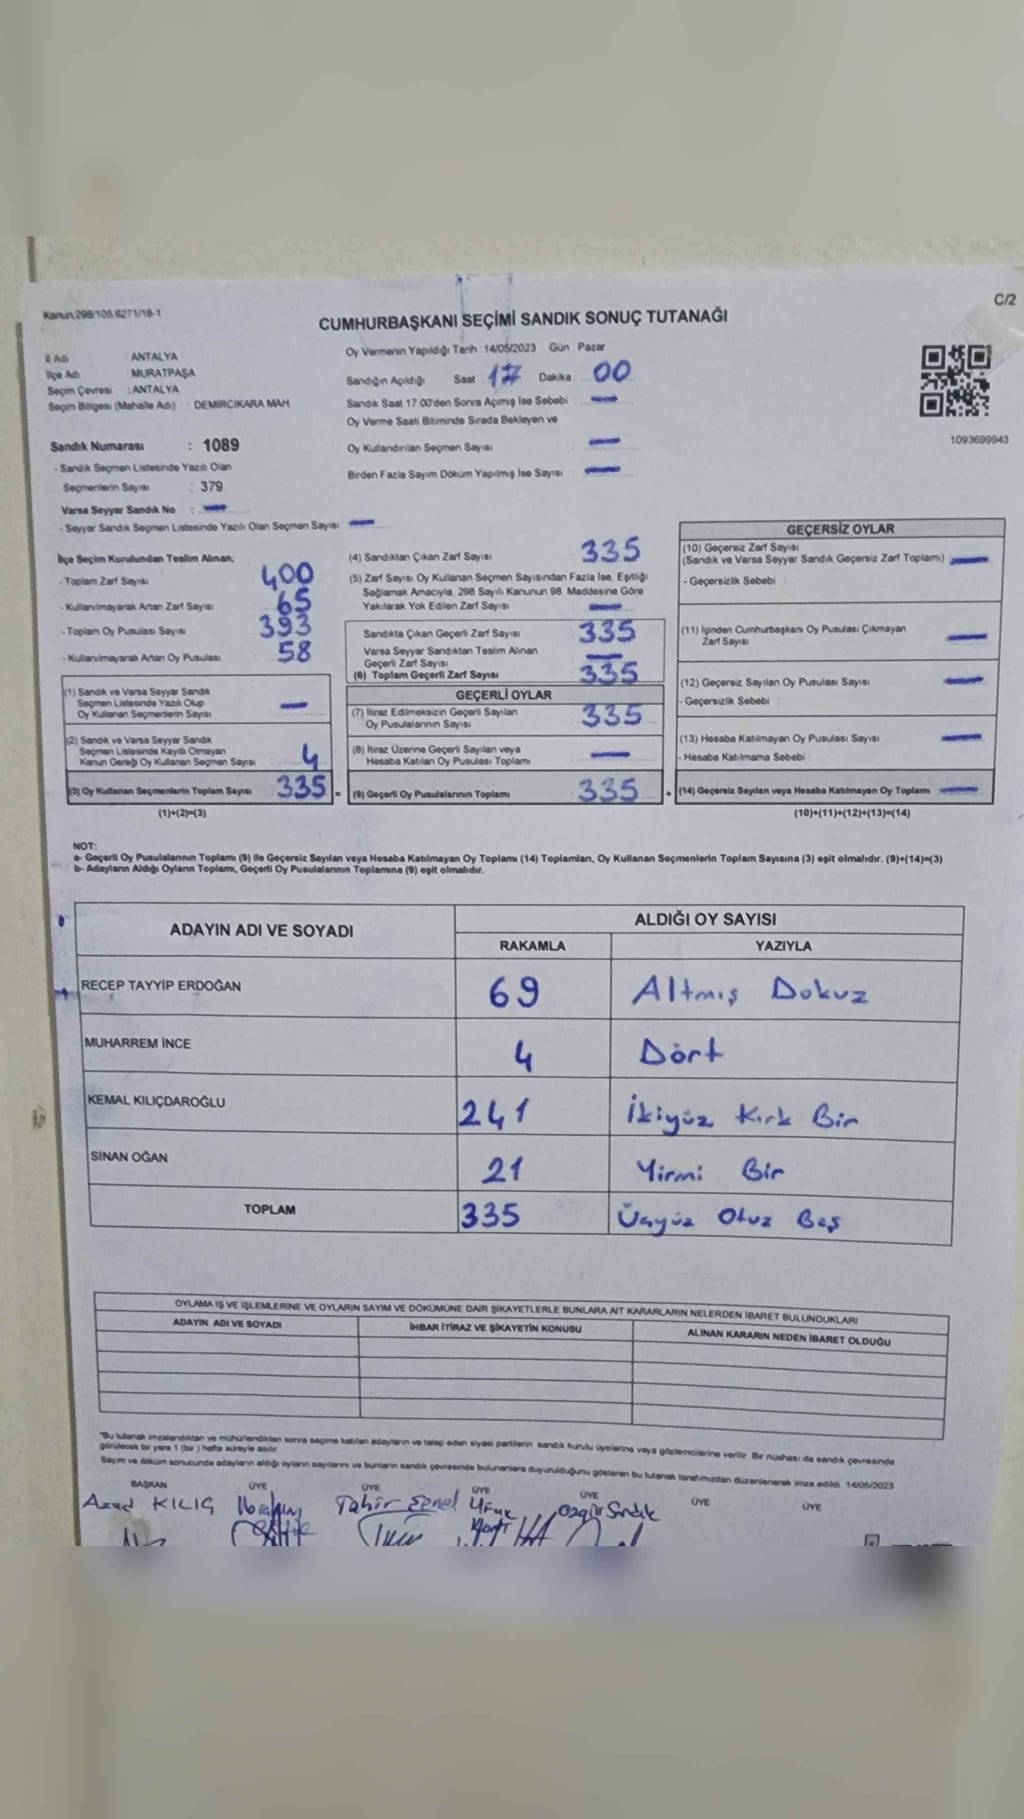 Kanun,298/105,6271/18-1
C/2
CUMHURBAŞKANI SEÇİMİ SANDIK SONUÇ TUTANAĞI
İl Adı ANTALYA
İlçe Adı MURATPAŞA
Seçim Çevresi : ANTALYA
Seçim Bölgesi (Mahalle Adı) : DEMİRCİKARA MAH.
Oy Vermenin Yapıldığı Tarih :14/05/2023 Gün : Pazar
Sandığın Açıldığı Saat : 17 Dakika : 00
Sandık Saat 17:00'den Sonra Açımış İse Sebebi : —
Oy Verme Saati Bitiminde Sırada Bekleyen ve
Oy Kullandırılan Seçmen Sayısı : —
Birden Fazla Sayım Döküm Yapılmış İse Sayısı : —
1093699943
Sandık Numarası : 1089
- Sandık Seçmen Listesinde Yazılı Olan
Seçmenlerin Sayısı : 379
Varsa Seyyar Sandık No : —
- Seyyar Sandık Seçmen Listesinde Yazılı Olan Seçmen Sayısı : —
İlçe Seçim Kurulundan Teslim Alınan;
- Toplam Zarf Sayısı 400
- Kullanılmayarak Artan Zarf Sayısı 65
- Toplam Oy Pusulası Sayısı 393
- Kullanılmayarak Artan Oy Pusulası 58
(1) Sandık ve Varsa Seyyar Sandık
Seçmen Listesinde Yazılı Olup
Oy Kullanan Seçmenlerin Sayısı —
(2) Sandık ve Varsa Seyyar Sandık
Seçmen Listesinde Kayıtlı Olmayan
Kanun Gereği Oy Kullanan Seçmen Sayısı 4
(3) Oy Kullanan Seçmenlerin Toplam Sayısı 335 =
(1)+(2)=(3)
(4) Sandıktan Çıkan Zarf Sayısı 335
(5) Zarf Sayısı Oy Kullanan Seçmen Sayısından Fazla İse, Eşitliği
Sağlamak Amacıyla, 298 Sayılı Kanunun 98. Maddesine Göre
Yakılarak Yok Edilen Zarf Sayısı —
Sandıkta Çıkan Geçerli Zarf Sayısı 335
Varsa Seyyar Sandıktan Teslim Alınan
Geçerli Zarf Sayısı —
(6) Toplam Geçerli Zarf Sayısı 335
GEÇERLİ OYLAR
(7) İtiraz Edilmeksizin Geçerli Sayılan
Oy Pusulalarının Sayısı 335
(8) İtiraz Üzerine Geçerli Sayılan veya
Hesaba Katılan Oy Pusulası Toplamı —
(9) Geçerli Oy Pusulalarının Toplamı 335 +
GEÇERSİZ OYLAR
(10) Geçersiz Zarf Sayısı
(Sandık ve Varsa Seyyar Sandık Geçersiz Zarf Toplamı) —
- Geçersizlik Sebebi :
(11) İçinden Cumhurbaşkanı Oy Pusulası Çıkmayan
Zarf Sayısı —
(12) Geçersiz Sayılan Oy Pusulası Sayısı —
- Geçersizlik Sebebi :
(13) Hesaba Katılmayan Oy Pusulası Sayısı —
- Hesaba Katılmama Sebebi :
(14) Geçersiz Sayılan veya Hesaba Katılmayan Oy Toplamı —
(10)+(11)+(12)+(13)=(14)
NOT:
a- Geçerli Oy Pusulalarının Toplamı (9) ile Geçersiz Sayılan veya Hesaba Katılmayan Oy Toplamı (14) Toplamları, Oy Kullanan Seçmenlerin Toplam Sayısına (3) eşit olmalıdır. (9)+(14)=(3)
b- Adayların Aldığı Oyların Toplamı, Geçerli Oy Pusulalarının Toplamına (9) eşit olmalıdır.
ADAYIN ADI VE SOYADI
ALDIĞI OY SAYISI
RAKAMLA YAZIYLA
RECEP TAYYİP ERDOĞAN 69 Altmış Dokuz
MUHARREM İNCE 4 Dört
KEMAL KILIÇDAROĞLU 241 İkiyüz Kırk Bir
SİNAN OĞAN 21 Yirmi Bir
TOPLAM 335 Üçyüz Otuz Beş
OYLAMA İŞ VE İŞLEMLERİNE VE OYLARIN SAYIM VE DÖKÜMÜNE DAİR ŞİKAYETLERLE BUNLARA AİT KARARLARIN NELERDEN İBARET BULUNDUKLARI
ADAYIN ADI VE SOYADI İHBAR İTİRAZ VE ŞİKAYETİN KONUSU ALINAN KARARIN NEDEN İBARET OLDUĞU
*Bu tutanak imzalandıktan ve mühürlendikten sonra seçime katılan adayların ve talep eden siyasi partilerin sandık kurulu üyelerine veya gözlemcilerine verilir. Bir nüshası da sandık çevresinde
görülecek bir yere 1 (bir ) hafta süreyle asılır.
Sayım ve döküm sonucunda adayların aldığı oyların sayılarını ve bunların sandık çevresinde bulunanlara duyurulduğunu gösteren bu tutanak tarafımızdan düzenlenerek imza edildi. 14/05/2023
BAŞKAN ÜYE ÜYE ÜYE ÜYE ÜYE ÜYE
Azad KILIÇ Tahir Ufuk Özgür